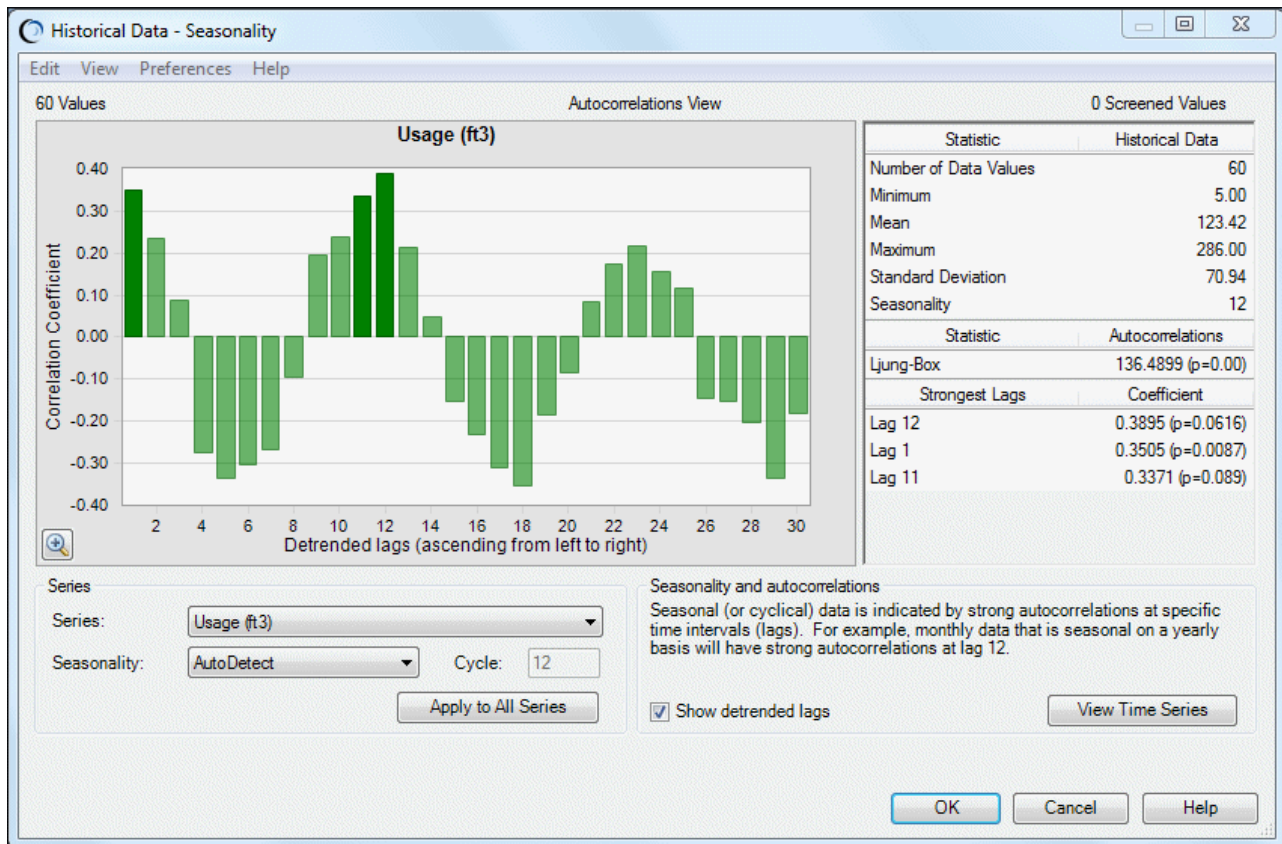 Historical Data - Seasonality
Edit View Preferences Help
60 Values Autocorrelations View 0 Screened Values
Usage (ft3)
Correlation Coefficient
0.40
0.30
0.20
0.10
0.00
-0.10
-0.20
-0.30
-0.40
2 4 6 8 10 12 14 16 18 20 22 24 26 28 30
Detrended lags (ascending from left to right)
Statistic Historical Data
Number of Data Values 60
Minimum 5.00
Mean 123.42
Maximum 286.00
Standard Deviation 70.94
Seasonality 12
Statistic Autocorrelations
Ljung-Box 136.4899 (p=0.00)
Strongest Lags Coefficient
Lag 12 0.3895 (p=0.0616)
Lag 1 0.3505 (p=0.0087)
Lag 11 0.3371 (p=0.089)
Series
Series: Usage (ft3)
Seasonality: AutoDetect Cycle: 12
Apply to All Series
Seasonality and autocorrelations
Seasonal (or cyclical) data is indicated by strong autocorrelations at specific
time intervals (lags). For example, monthly data that is seasonal on a yearly
basis will have strong autocorrelations at lag 12.
Show detrended lags View Time Series
OK Cancel Help